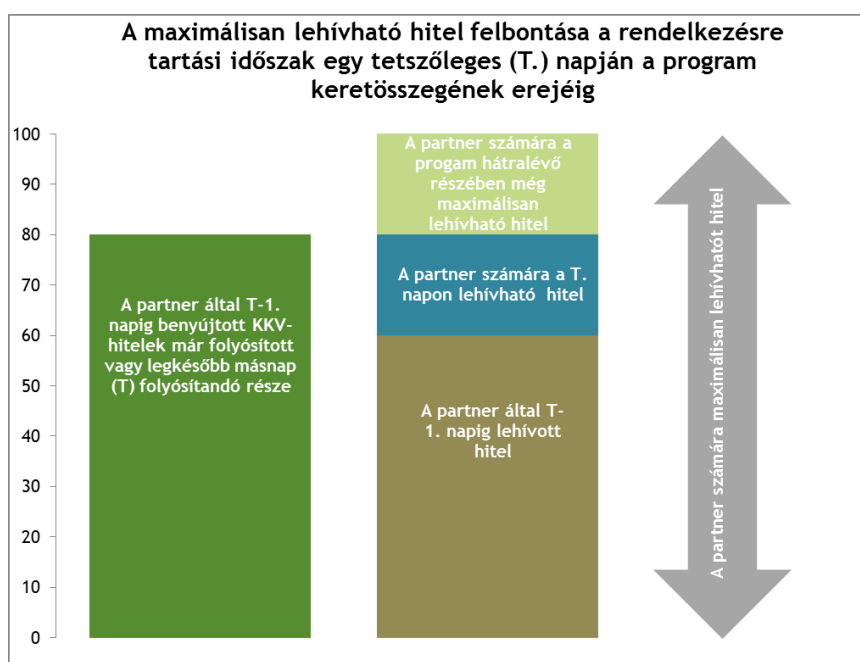 A maximálisan lehívható hitel felbontása a rendelkezésre
tartási időszak egy tetszőleges (T.) napján a program
keretösszegének erejéig
100
90
80
70
60
50
40
30
20
10
0
A partner által T-1.
napig benyújtott KKV-
hitelek már folyósított
vagy legkésőbb másnap
(T) folyósítandó része
A partner számára a
progam hátralévő
részében még
maximálisan
lehívható hitel
A partner számára a T.
napon lehívható hitel
A partner által T-
1. napig lehívott
hitel
A partner számára maximálisan lehívhatót hitel